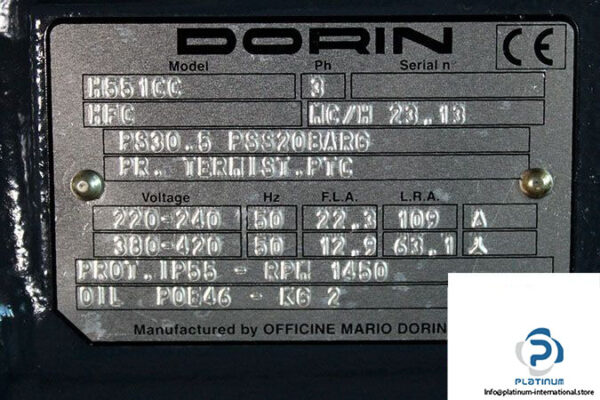 DORIN
CE
Model Ph Serial n
H551CC 3
HFC MC/H 23,13
PS30.5 PSS20BARG
PR. TERMIST.PTC
Voltage Hz F.L.A. L.R.A.
220-240 50 22,3 109
380-420 50 12,9 63,1
PROT.IP55 - RPM 1450
OIL POE46 - KG 2
Manufactured by OFFICINE MARIO DORIN
PLATINUM
Info@platinum-international.store